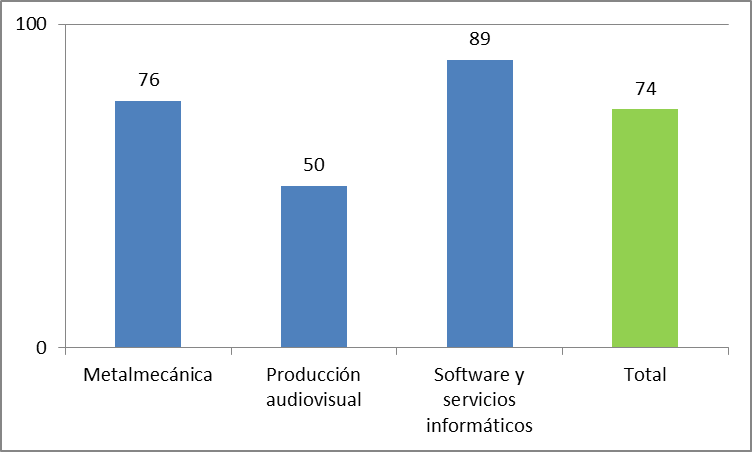 100
89
76
74
50
0
Metalmecánica
Producción
audiovisual
Software y
servicios
informáticos
Total